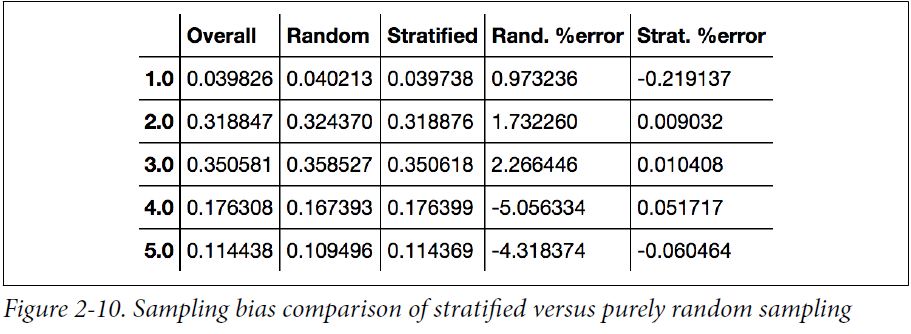 Overall Random Stratified Rand. %error Strat. %error
1.0 0.039826 0.040213 0.039738 0.973236 -0.219137
2.0 0.318847 0.324370 0.318876 1.732260 0.009032
3.0 0.350581 0.358527 0.350618 2.266446 0.010408
4.0 0.176308 0.167393 0.176399 -5.056334 0.051717
5.0 0.114438 0.109496 0.114369 -4.318374 -0.060464
Figure 2-10. Sampling bias comparison of stratified versus purely random sampling